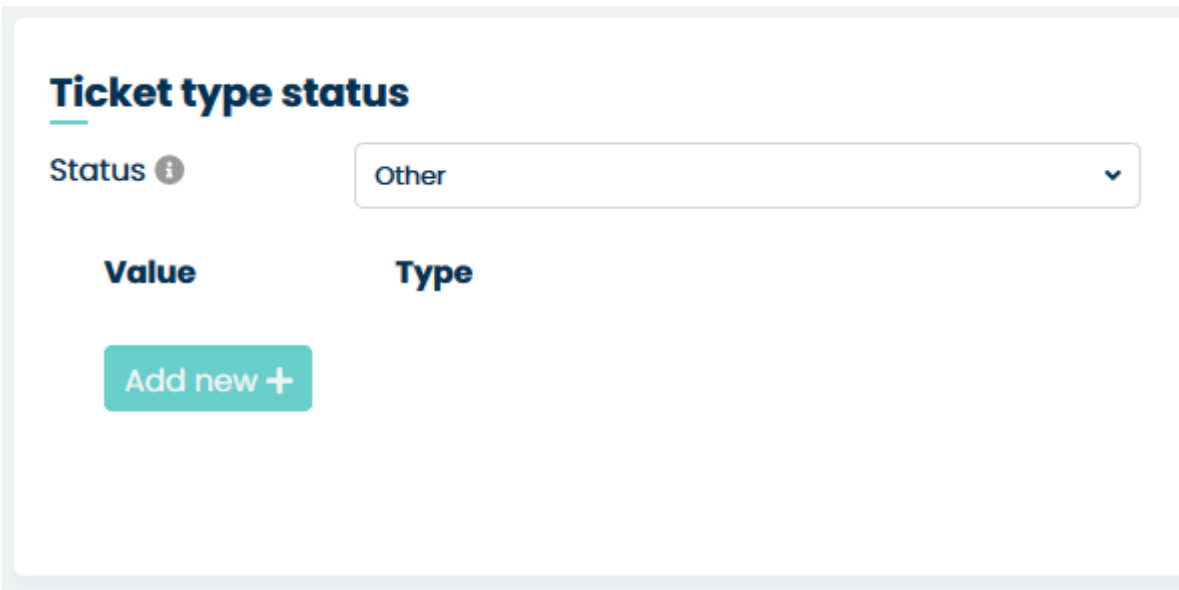 Ticket type status
Status
Other
Value Type
Add new +